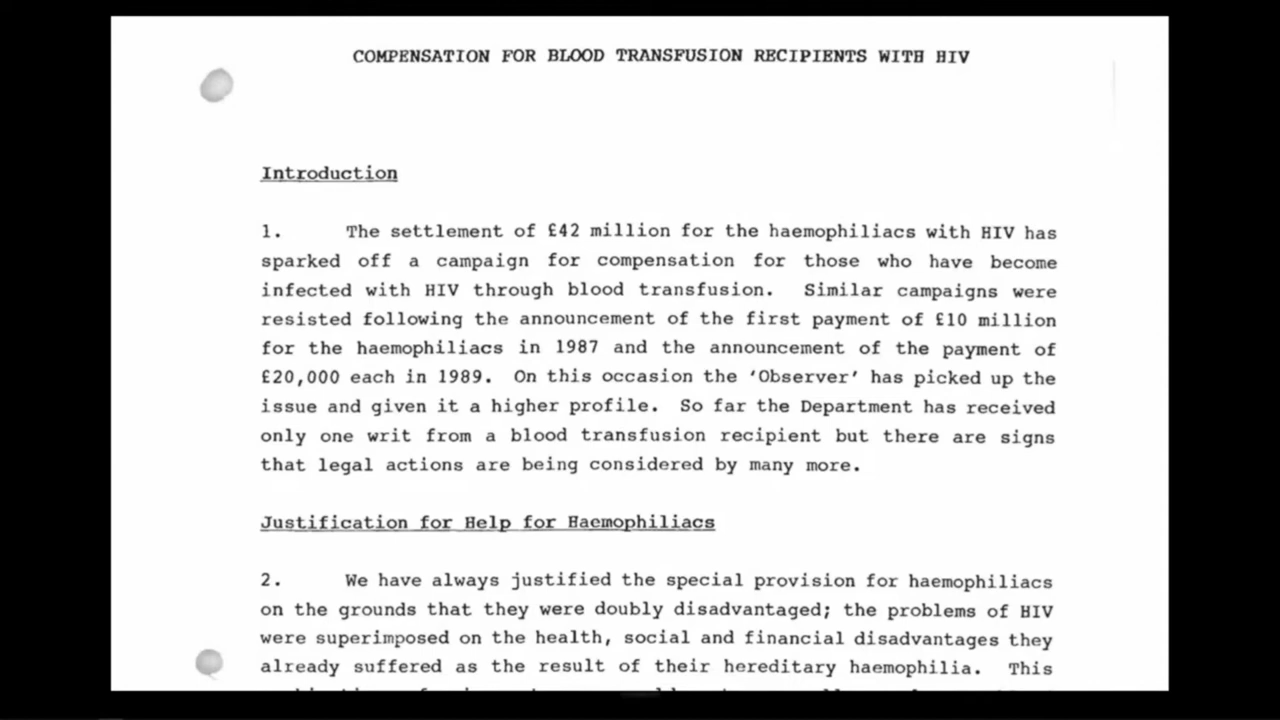 COMPENSATION FOR BLOOD TRANSFUSION RECIPIENTS WITH HIV
Introduction
1. The settlement of £42 million for the haemophiliacs with HIV has
sparked off a campaign for compensation for those who have become
infected with HIV through blood transfusion. Similar campaigns were
resisted following the announcement of the first payment of £10 million
for the haemophiliacs in 1987 and the announcement of the payment of
£20,000 each in 1989. On this occasion the 'Observer' has picked up the
issue and given it a higher profile. So far the Department has received
only one writ from a blood transfusion recipient but there are signs
that legal actions are being considered by many more.
Justification for Help for Haemophiliacs
2. We have always justified the special provision for haemophiliacs
on the grounds that they were doubly disadvantaged; the problems of HIV
were superimposed on the health, social and financial disadvantages they
already suffered as the result of their hereditary haemophilia. This